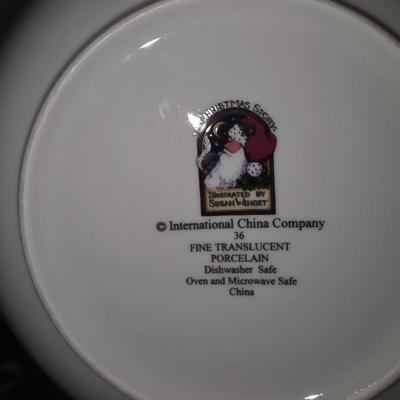 CHRISTMAS STORY
ILLUSTRATED BY
SUSAN WINGET
© International China Company
36
FINE TRANSLUCENT
PORCELAIN
Dishwasher Safe
Oven and Microwave Safe
China